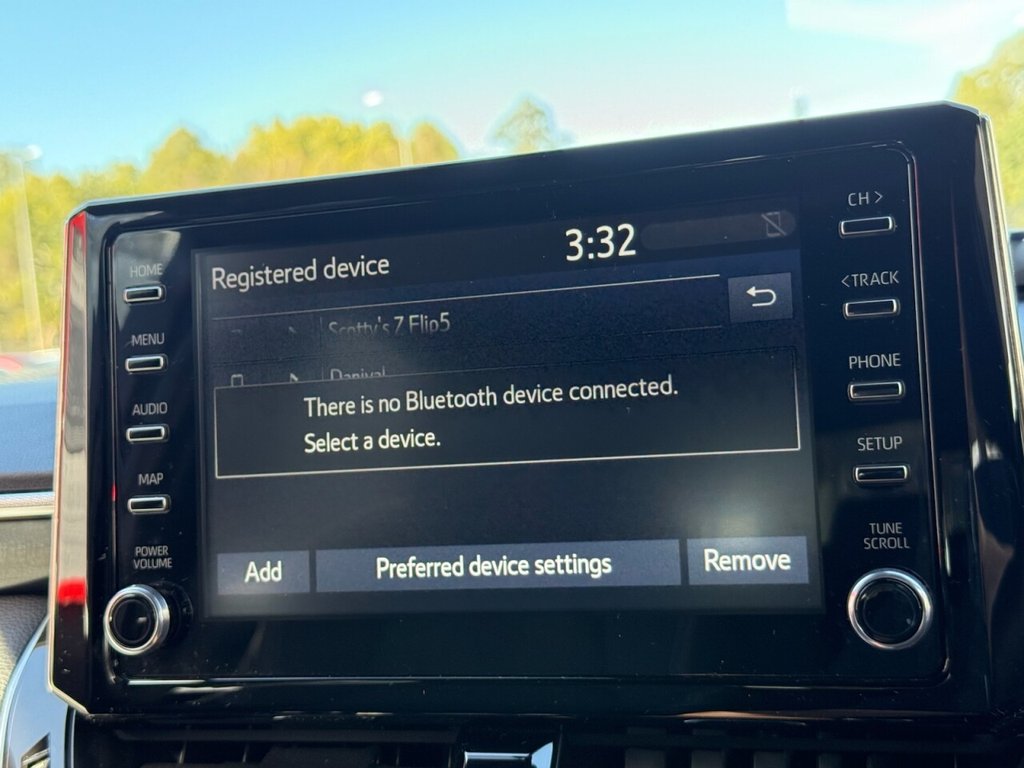 HOME
MENU
AUDIO
MAP
POWER
VOLUME
Registered device
3:32
Scotty's Z Flip5
There is no Bluetooth device connected.
Select a device.
Add
Preferred device settings
Remove
CH >
<TRACK
PHONE
SETUP
TUNE
SCROLL